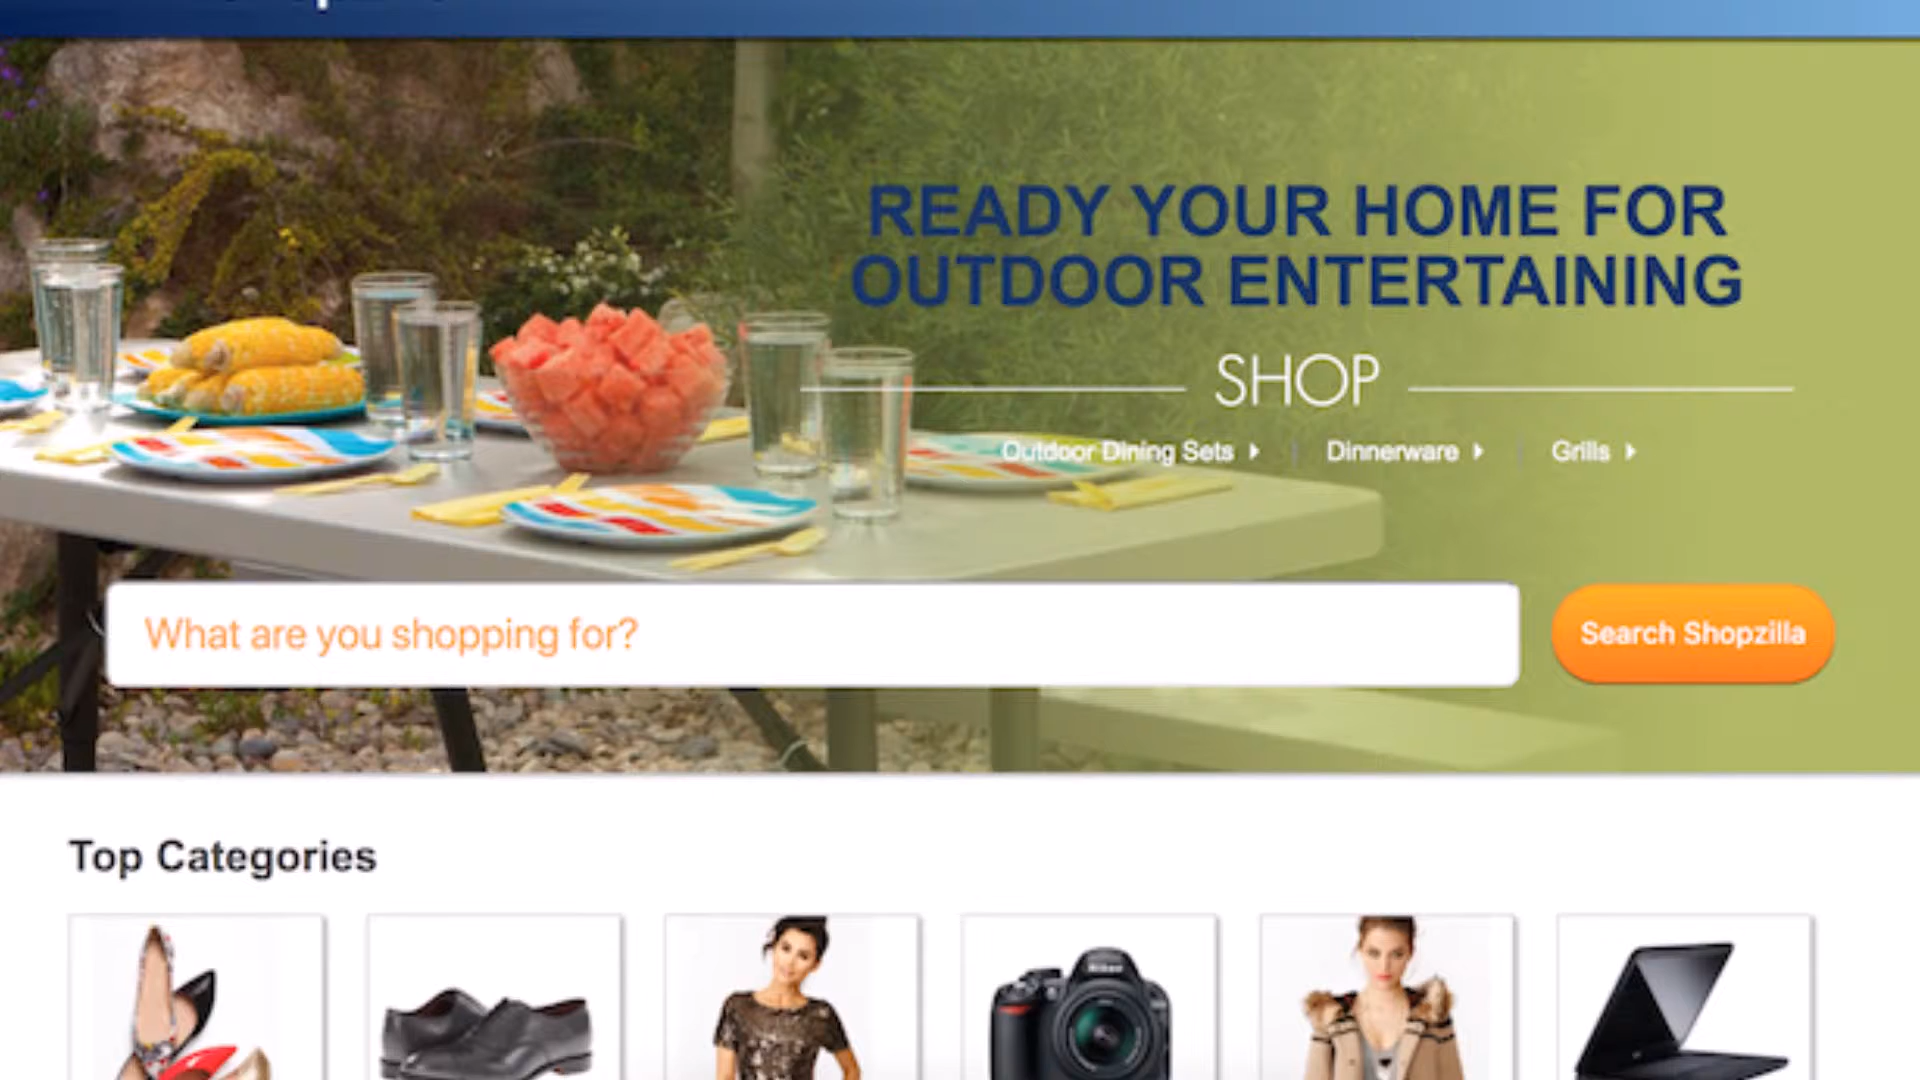 READY YOUR HOME FOR
OUTDOOR ENTERTAINING
SHOP
Outdoor Dining Sets
Dinnerware
Grills
What are you shopping for?
Search Shopzilla
Top Categories
Nikon